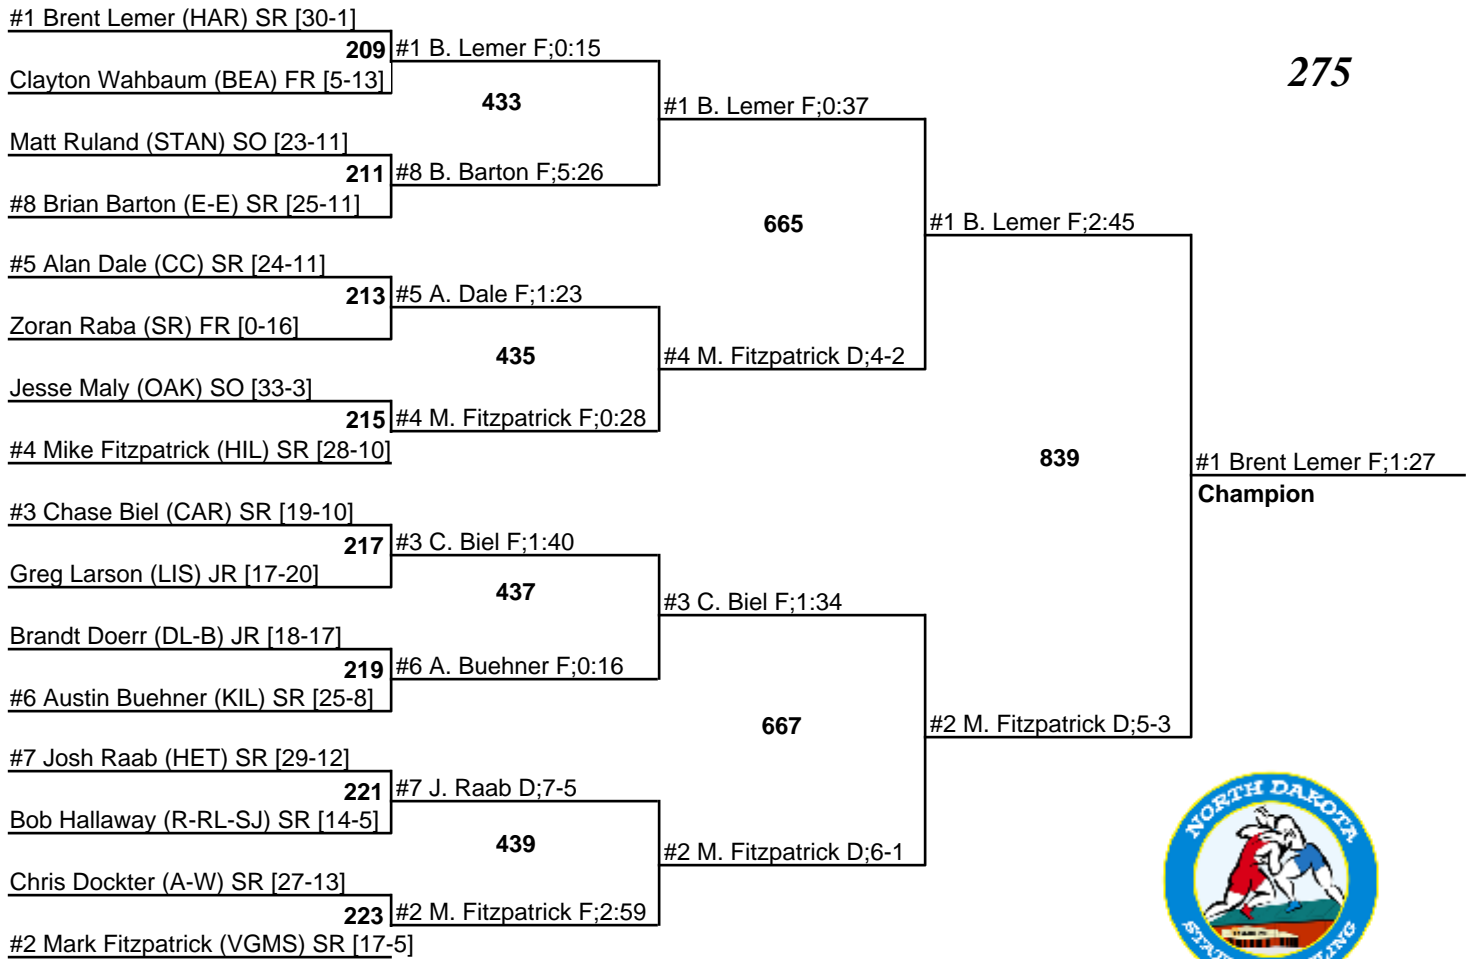 #1 Brent Lemer (HAR) SR [30-1]
209
Clayton Wahbaum (BEA) FR [5-13]
Matt Ruland (STAN) SO [23-11]
211
#8 Brian Barton (E-E) SR [25-11]
#5 Alan Dale (CC) SR [24-11]
213
Zoran Raba (SR) FR [0-16]
Jesse Maly (OAK) SO [33-3]
215
#4 Mike Fitzpatrick (HIL) SR [28-10]
#3 Chase Biel (CAR) SR [19-10]
217
Greg Larson (LIS) JR [17-20]
Brandt Doerr (DL-B) JR [18-17]
219
#6 Austin Buehner (KIL) SR [25-8]
#7 Josh Raab (HET) SR [29-12]
221
Bob Hallaway (R-RL-SJ) SR [14-5]
Chris Dockter (A-W) SR [27-13]
223
#2 Mark Fitzpatrick (VGMS) SR [17-5]
#1 B. Lemer F;0:15
433
#8 B. Barton F;5:26
#5 A. Dale F;1:23
435
#4 M. Fitzpatrick F;0:28
#3 C. Biel F;1:40
437
#6 A. Buehner F;0:16
#7 J. Raab D;7-5
439
#2 M. Fitzpatrick F;2:59
#1 B. Lemer F;0:37
665
#4 M. Fitzpatrick D;4-2
#3 C. Biel F;1:34
667
#2 M. Fitzpatrick D;6-1
#1 B. Lemer F;2:45
839
#2 M. Fitzpatrick D;5-3
#1 Brent Lemer F;1:27
Champion
275
NORTH DAKOTA